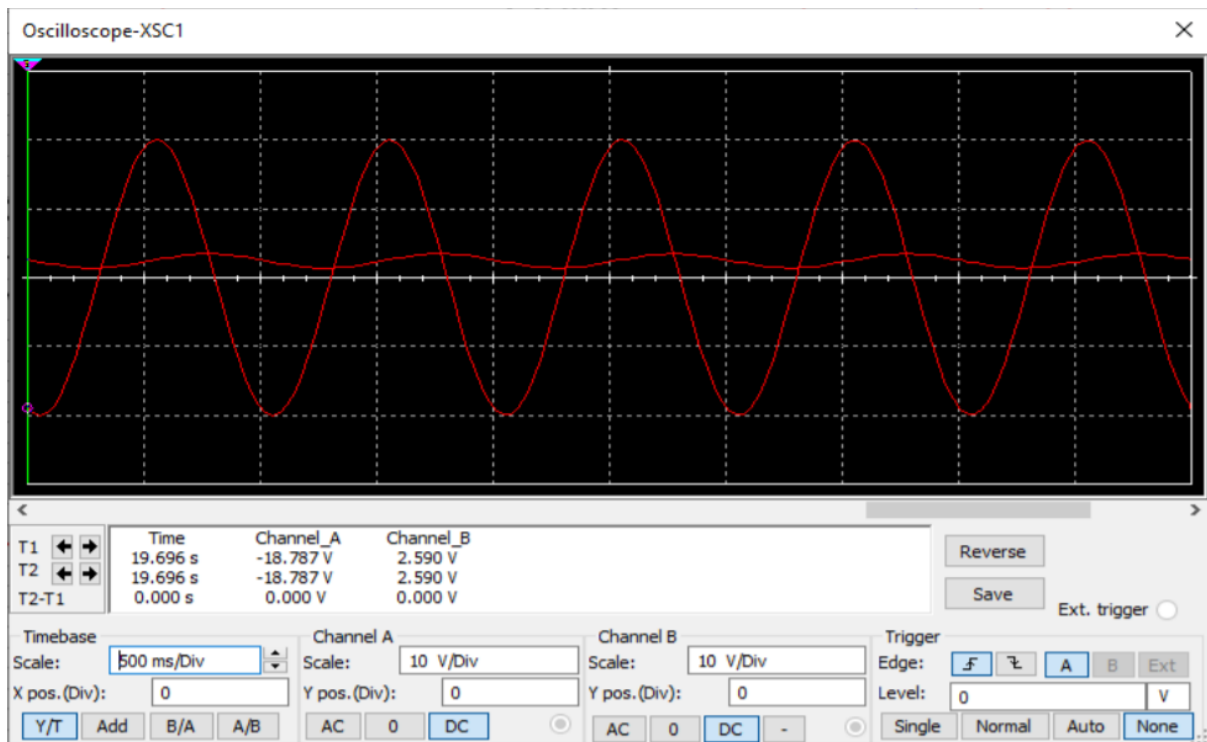 Oscilloscope-XSC1
T1
T2
T2-T1
Time Channel_A Channel_B
19.696 s -18.787 V 2.590 V
19.696 s -18.787 V 2.590 V
0.000 s 0.000 V 0.000 V
Reverse
Save
Ext. trigger
Timebase
Scale: 500 ms/Div
X pos.(Div): 0
Y/T Add B/A A/B
Channel A
Scale: 10 V/Div
Y pos.(Div): 0
AC 0 DC
Channel B
Scale: 10 V/Div
Y pos.(Div): 0
AC 0 DC -
Trigger
Edge: A B Ext
Level: 0 V
Single Normal Auto None